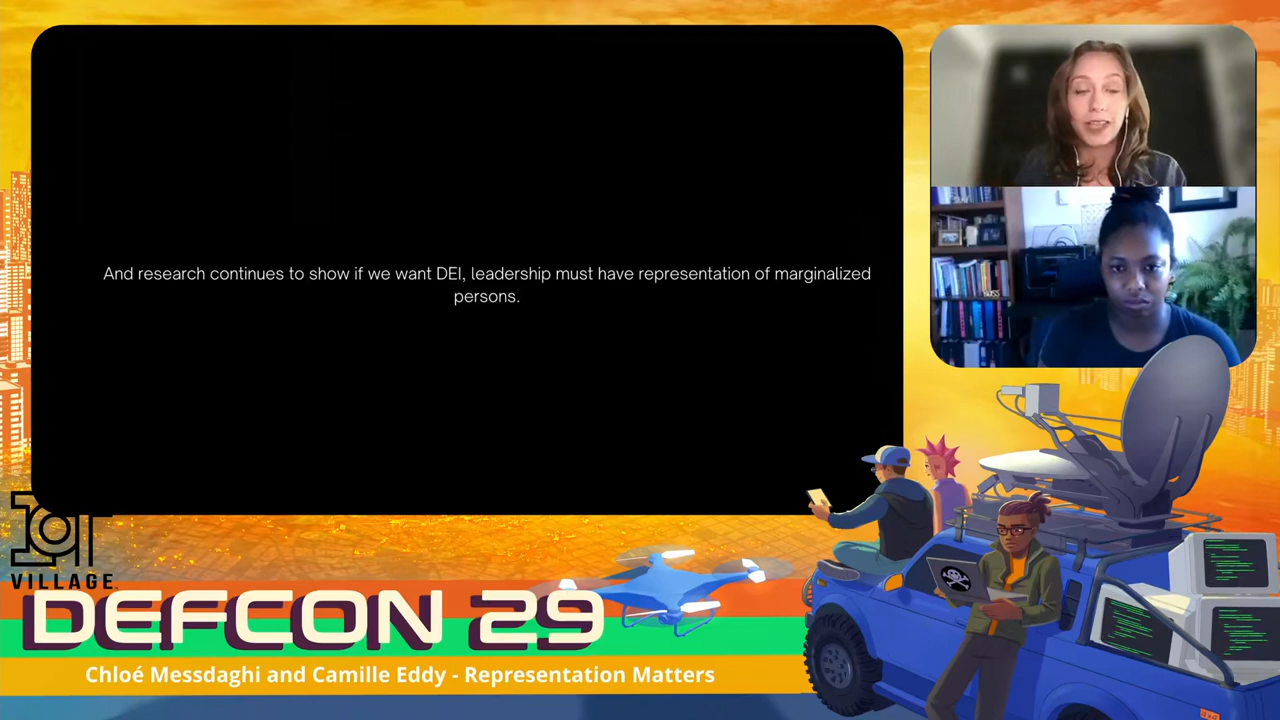 And research continues to show if we want DEI, leadership must have representation of marginalized
persons.
VILLAGE
DEFCON 29
Chloé Messdaghi and Camille Eddy - Representation Matters